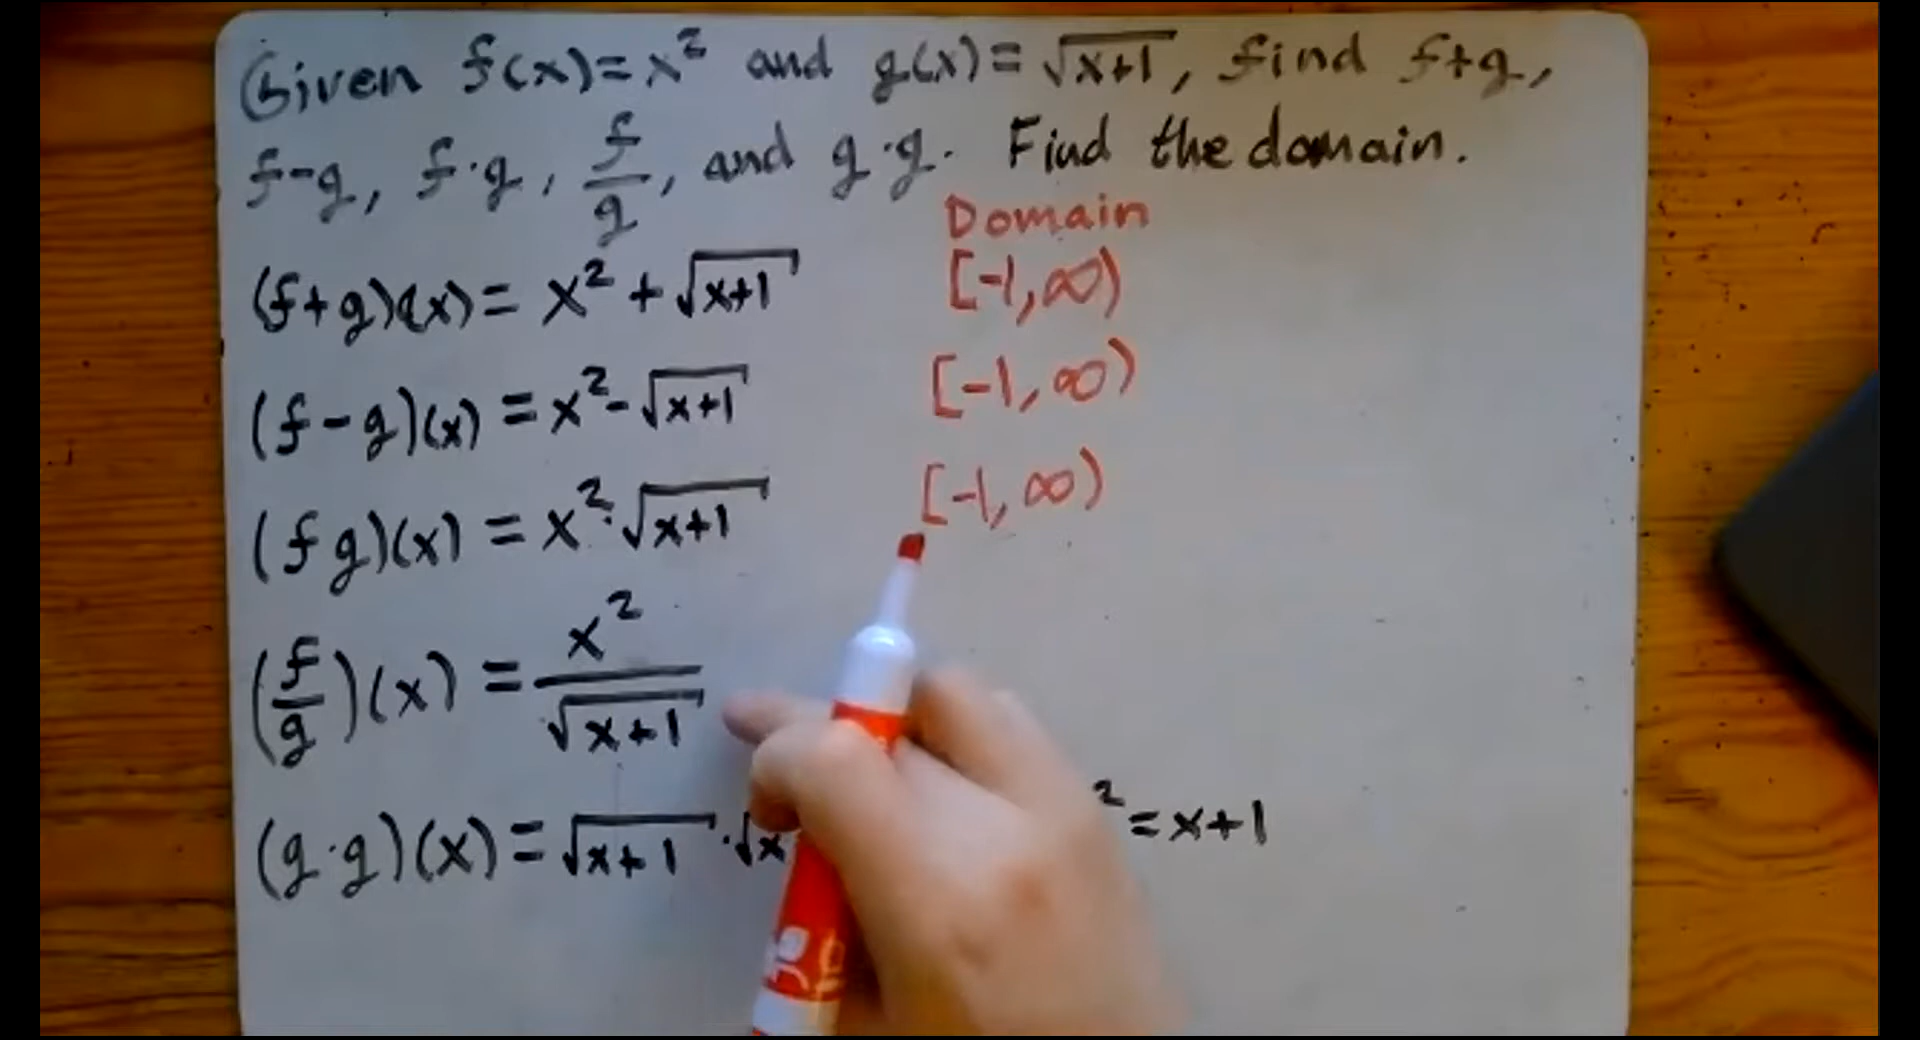 Given f(x)=x² and g(x)=√(x+1), find f+g,
f-g, f·g, f/g, and g·g. Find the domain.
Domain
(f+g)(x)= x² + √(x+1) [-1,∞)
(f-g)(x) = x² - √(x+1) [-1,∞)
(fg)(x) = x²·√(x+1) [-1,∞)
(f/g)(x) = x²/√(x+1)
(g·g)(x) = √(x+1) ·√x ² = x+1